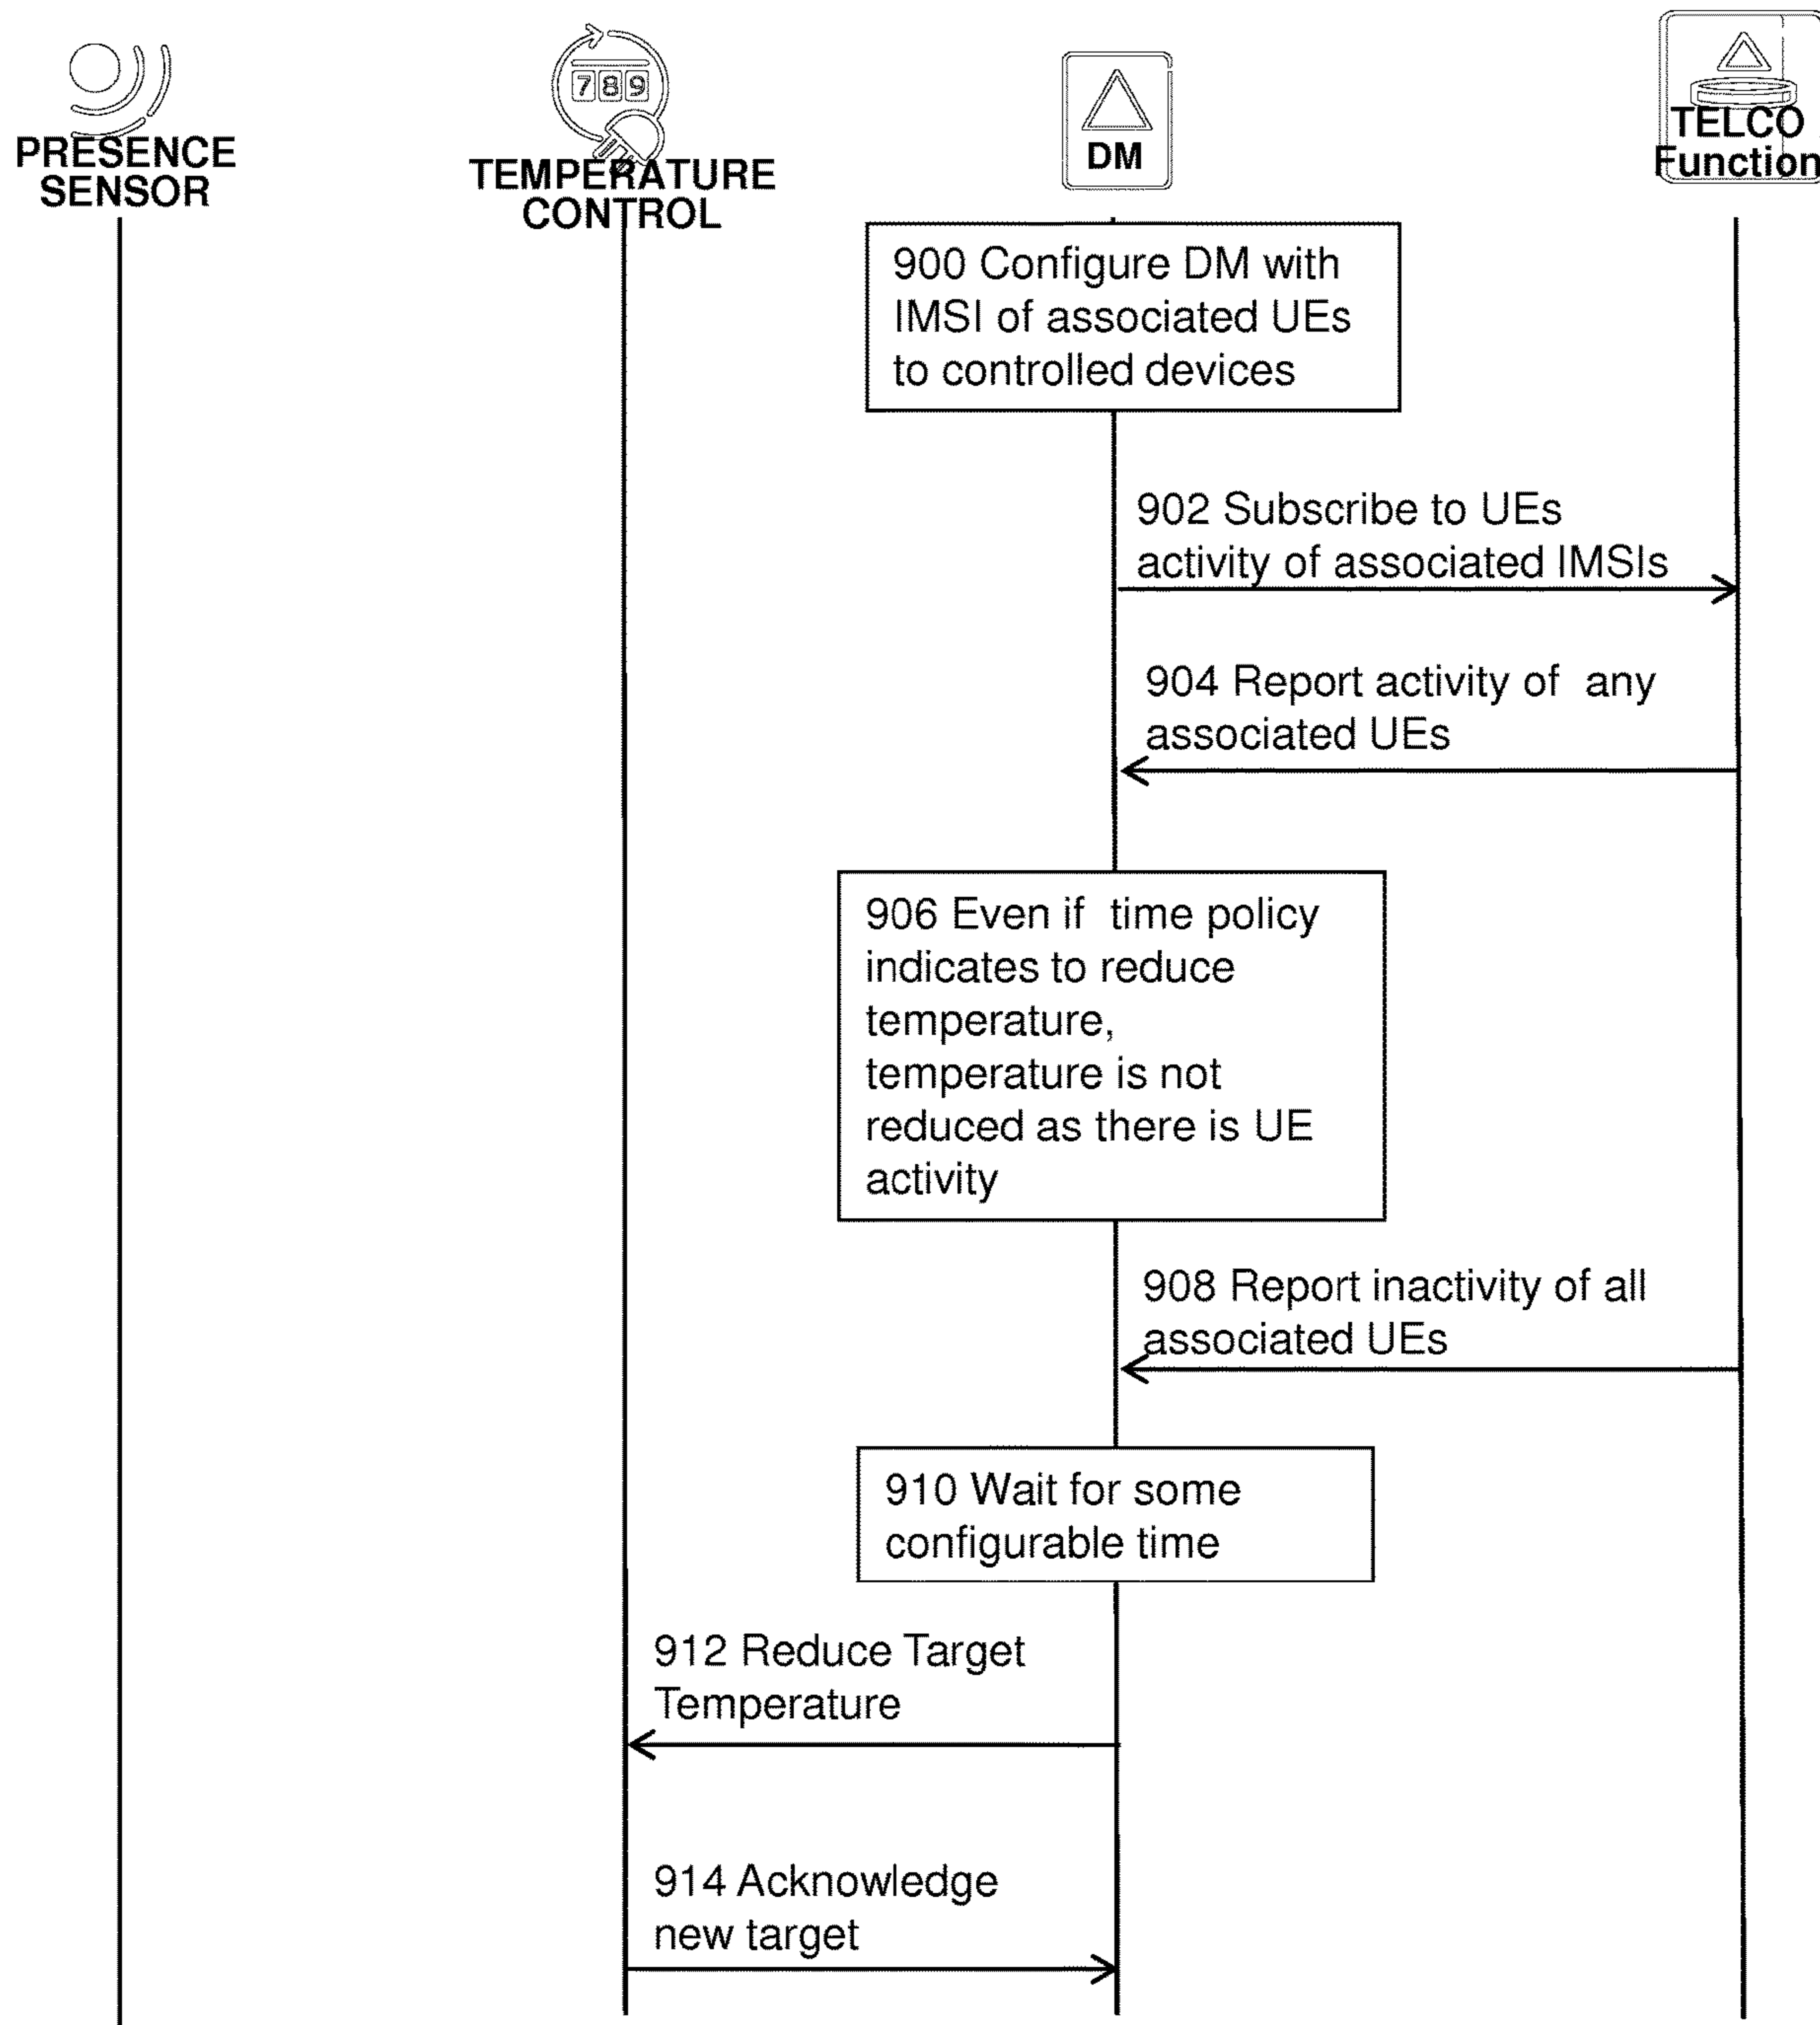 PRESENCE
SENSOR
789
TEMPERATURE
CONTROL
DM
TELCO
Function
900 Configure DM with
IMSI of associated UEs
to controlled devices
902 Subscribe to UEs
activity of associated IMSIs
904 Report activity of any
associated UEs
906 Even if time policy
indicates to reduce
temperature,
temperature is not
reduced as there is UE
activity
908 Report inactivity of all
associated UEs
910 Wait for some
configurable time
912 Reduce Target
Temperature
914 Acknowledge
new target